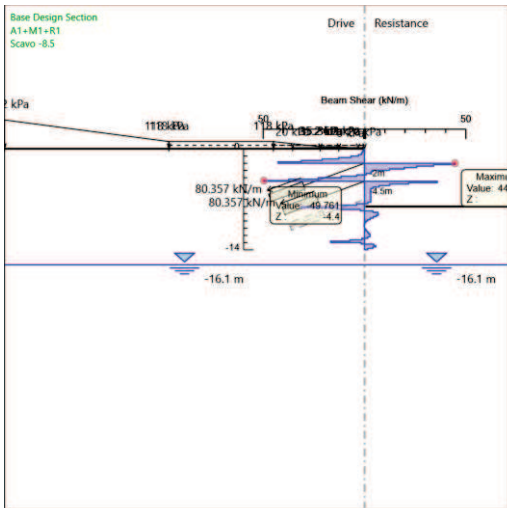 Base Design Section
A1+M1+R1
Scavo -8.5
Drive
Resistance
Beam Shear (kN/m)
2 kPa
50
50
0
-2m
-4.5m
80.357 kN/m
80.357 kN/m
Minimum
Value: -49.761
Z : -4.4
Maximu
Value: 44
Z :
-14
-16.1 m
-16.1 m